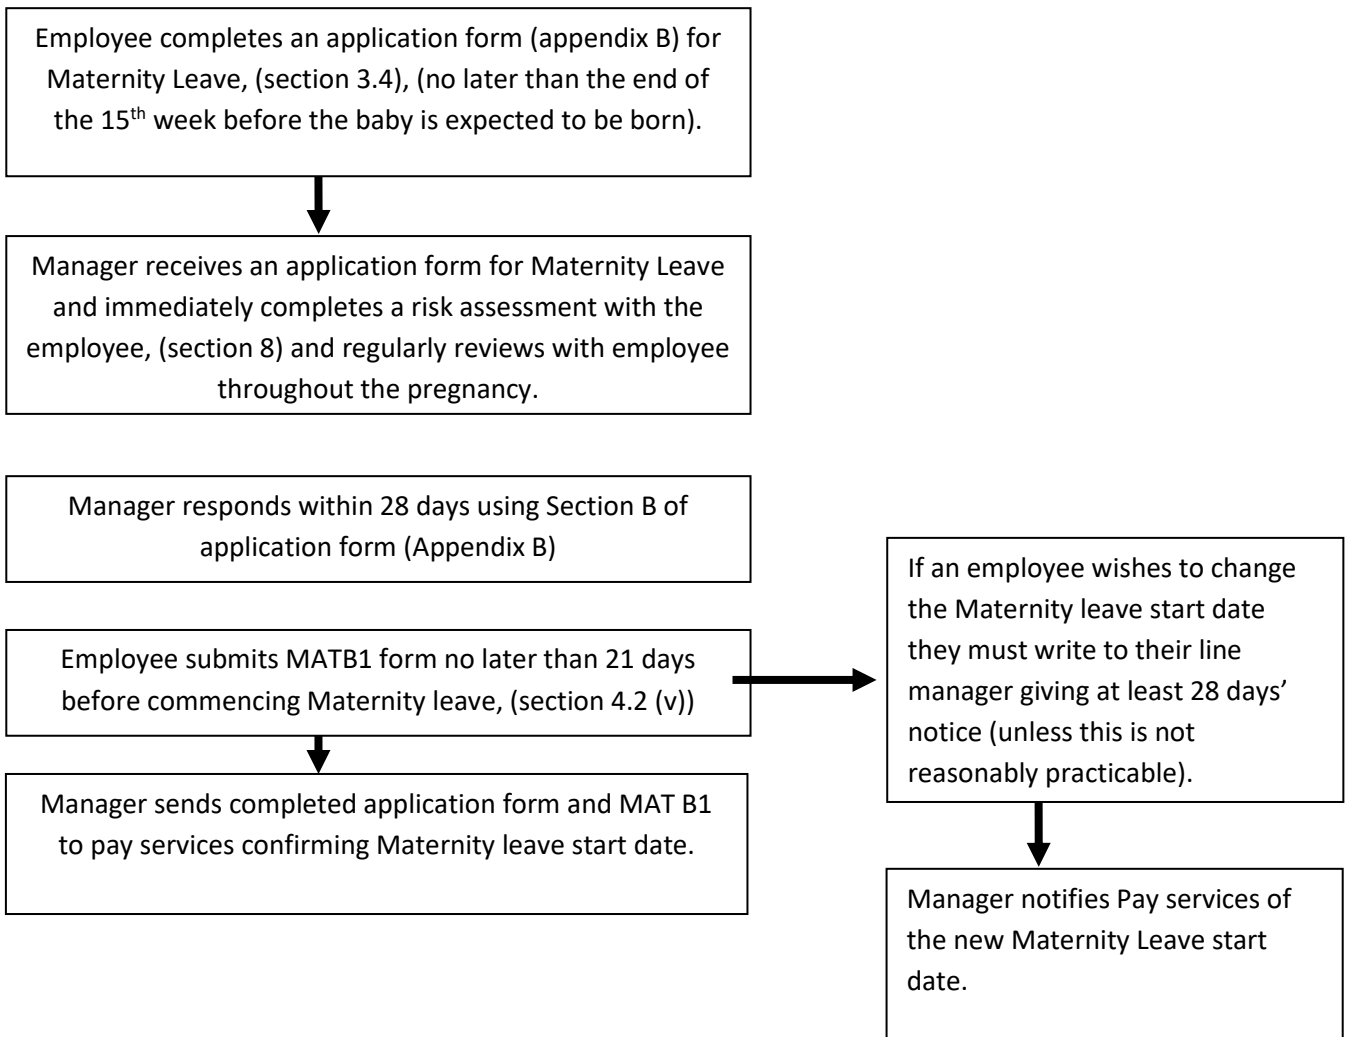 Employee completes an application form (appendix B) for
Maternity Leave, (section 3.4), (no later than the end of
the 15th week before the baby is expected to be born).
Manager receives an application form for Maternity Leave
and immediately completes a risk assessment with the
employee, (section 8) and regularly reviews with employee
throughout the pregnancy.
Manager responds within 28 days using Section B of
application form (Appendix B)
Employee submits MATB1 form no later than 21 days
before commencing Maternity leave, (section 4.2 (v))
Manager sends completed application form and MAT B1
to pay services confirming Maternity leave start date.
If an employee wishes to change
the Maternity leave start date
they must write to their line
manager giving at least 28 days’
notice (unless this is not
reasonably practicable).
Manager notifies Pay services of
the new Maternity Leave start
date.